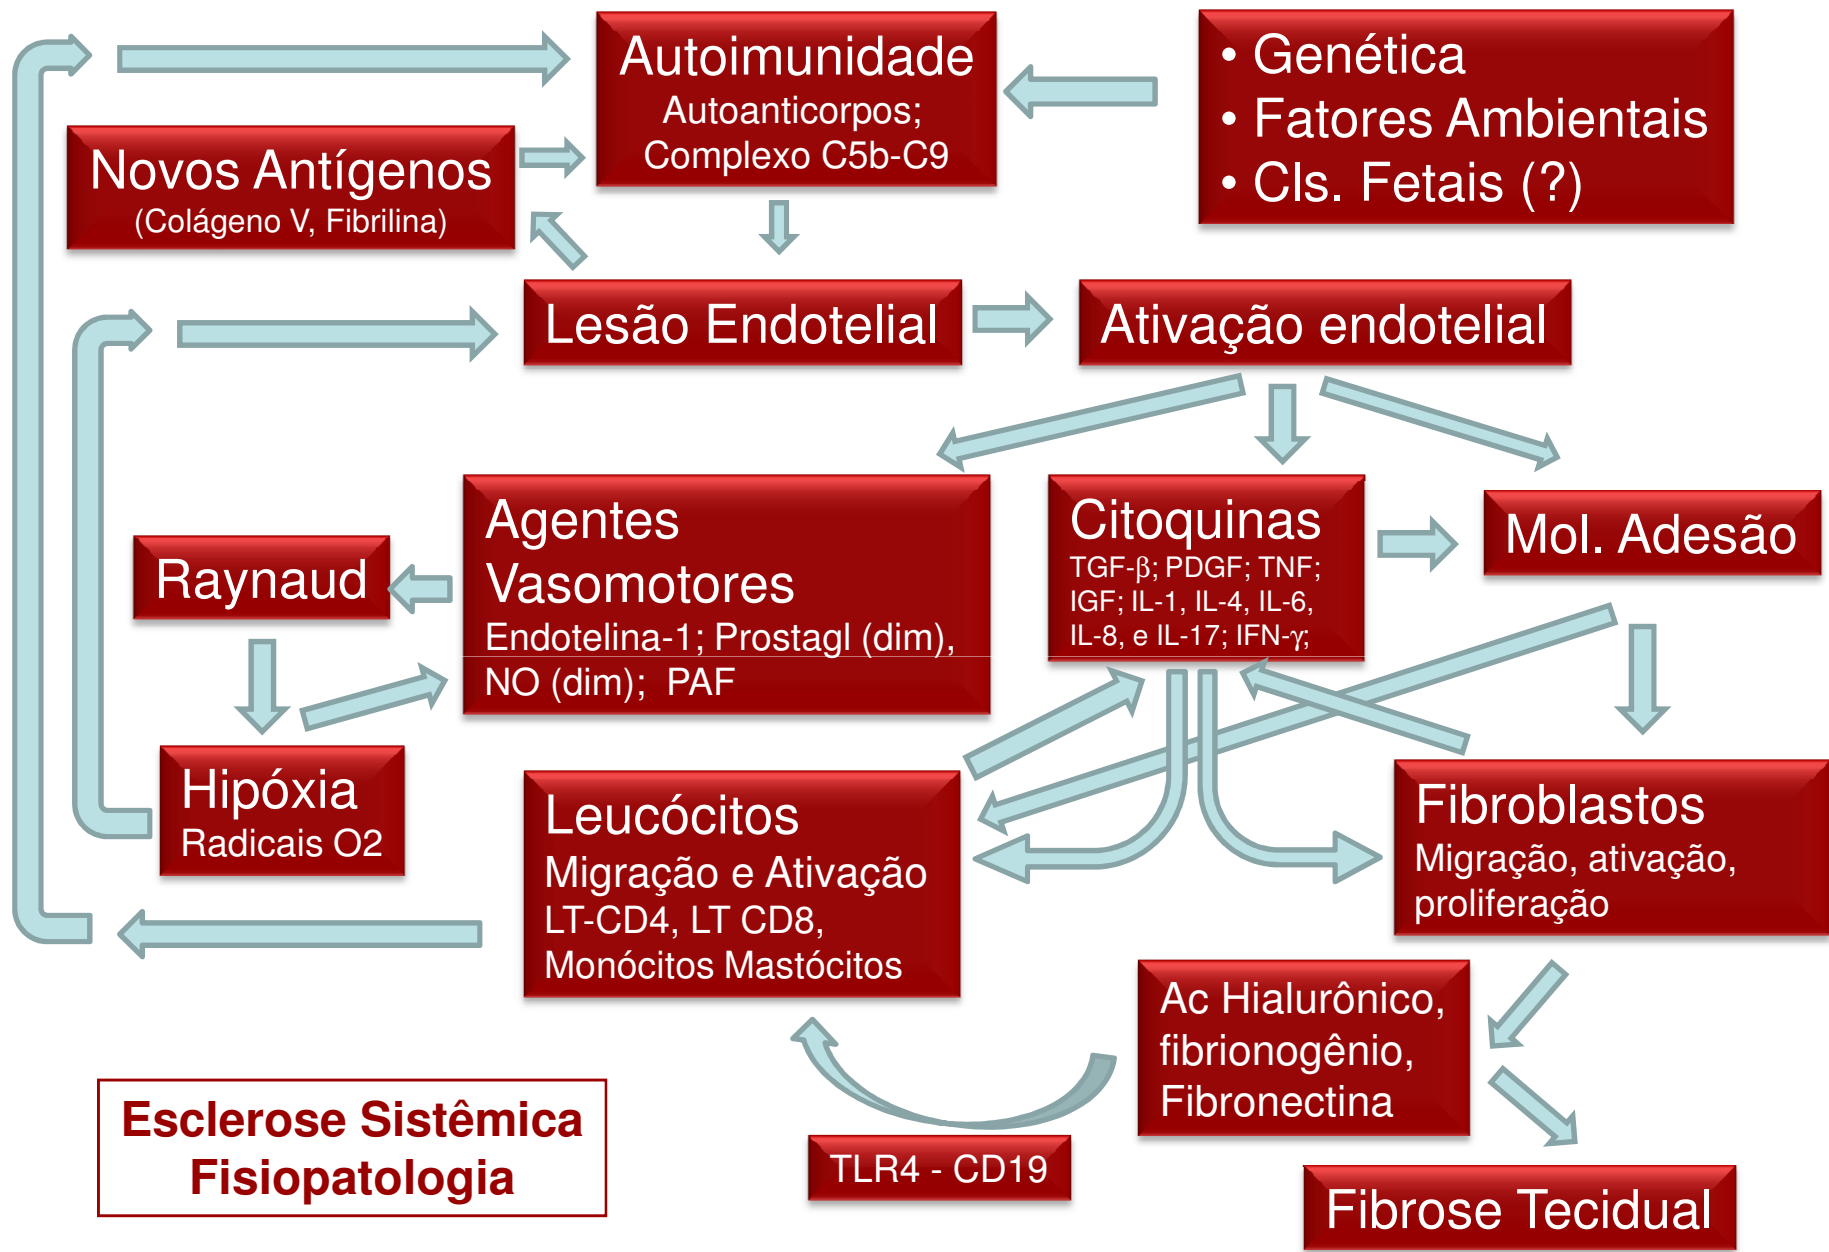 Autoimunidade
Autoanticorpos;
Complexo C5b-C9
• Genética
• Fatores Ambientais
• Cls. Fetais (?)
Novos Antígenos
(Colágeno V, Fibrilina)
Lesão Endotelial
Ativação endotelial
Agentes
Vasomotores
Endotelina-1; Prostagl (dim),
NO (dim); PAF
Citoquinas
TGF-β; PDGF; TNF;
IGF; IL-1, IL-4, IL-6,
IL-8, e IL-17; IFN-γ;
Mol. Adesão
Raynaud
Hipóxia
Radicais O2
Leucócitos
Migração e Ativação
LT-CD4, LT CD8,
Monócitos Mastócitos
Fibroblastos
Migração, ativação,
proliferação
Ac Hialurônico,
fibrionogênio,
Fibronectina
TLR4 - CD19
Fibrose Tecidual
Esclerose Sistêmica
Fisiopatologia